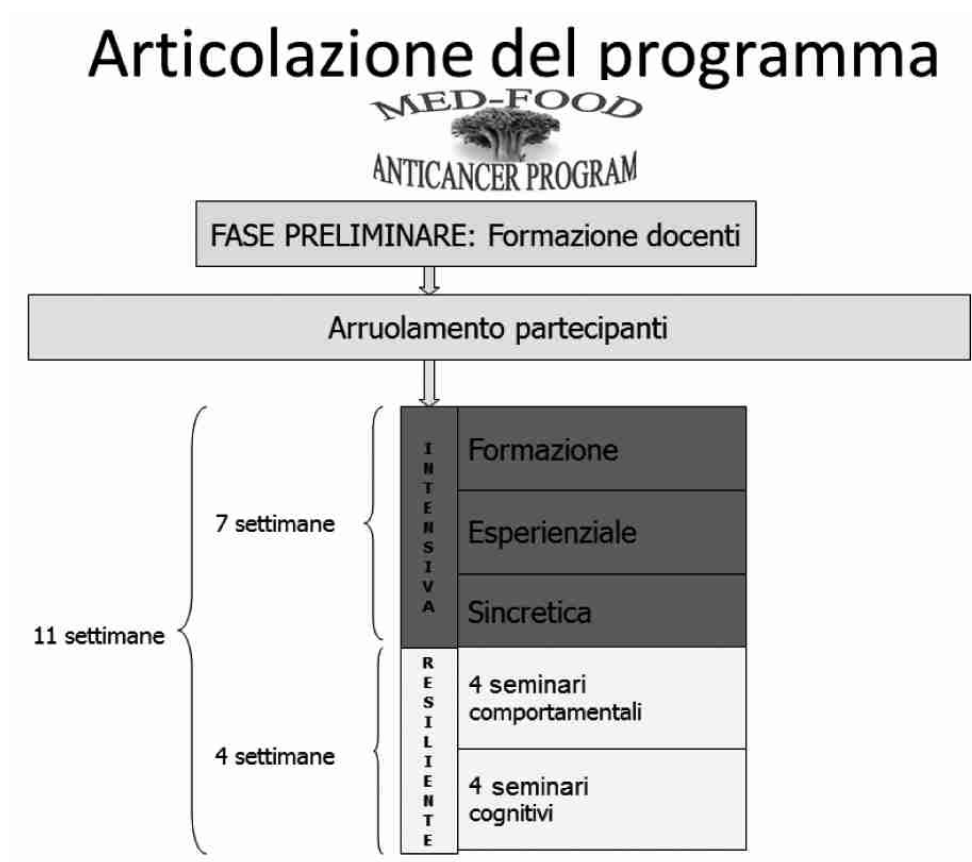 Articolazione del programma
MED-FOOD
ANTICANCER PROGRAM
FASE PRELIMINARE: Formazione docenti
Arruolamento partecipanti
11 settimane
7 settimane
INTENSIVA
Formazione
Esperienziale
Sincretica
4 settimane
RESILIENTE
4 seminari
comportamentali
4 seminari
cognitivi